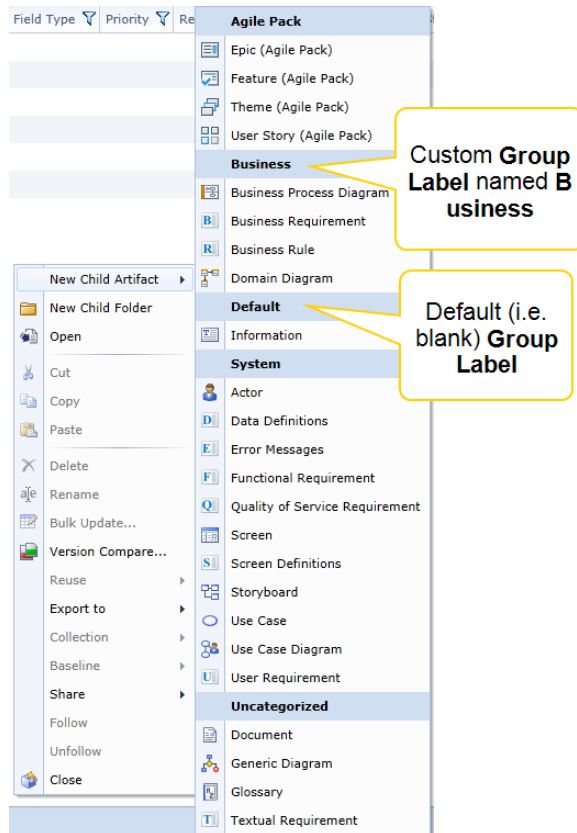 Field Type
Priority
Re
Agile Pack
Epic (Agile Pack)
Feature (Agile Pack)
Theme (Agile Pack)
User Story (Agile Pack)
Business
Business Process Diagram
Business Requirement
Business Rule
Domain Diagram
Default
Information
System
Actor
Data Definitions
Error Messages
Functional Requirement
Quality of Service Requirement
Screen
Screen Definitions
Storyboard
Use Case
Use Case Diagram
User Requirement
Uncategorized
Document
Generic Diagram
Glossary
Textual Requirement
New Child Artifact
New Child Folder
Open
Cut
Copy
Paste
Delete
Rename
Bulk Update...
Version Compare...
Reuse
Export to
Collection
Baseline
Share
Follow
Unfollow
Close
Custom Group
Label named B
usiness
Default (i.e.
blank) Group
Label